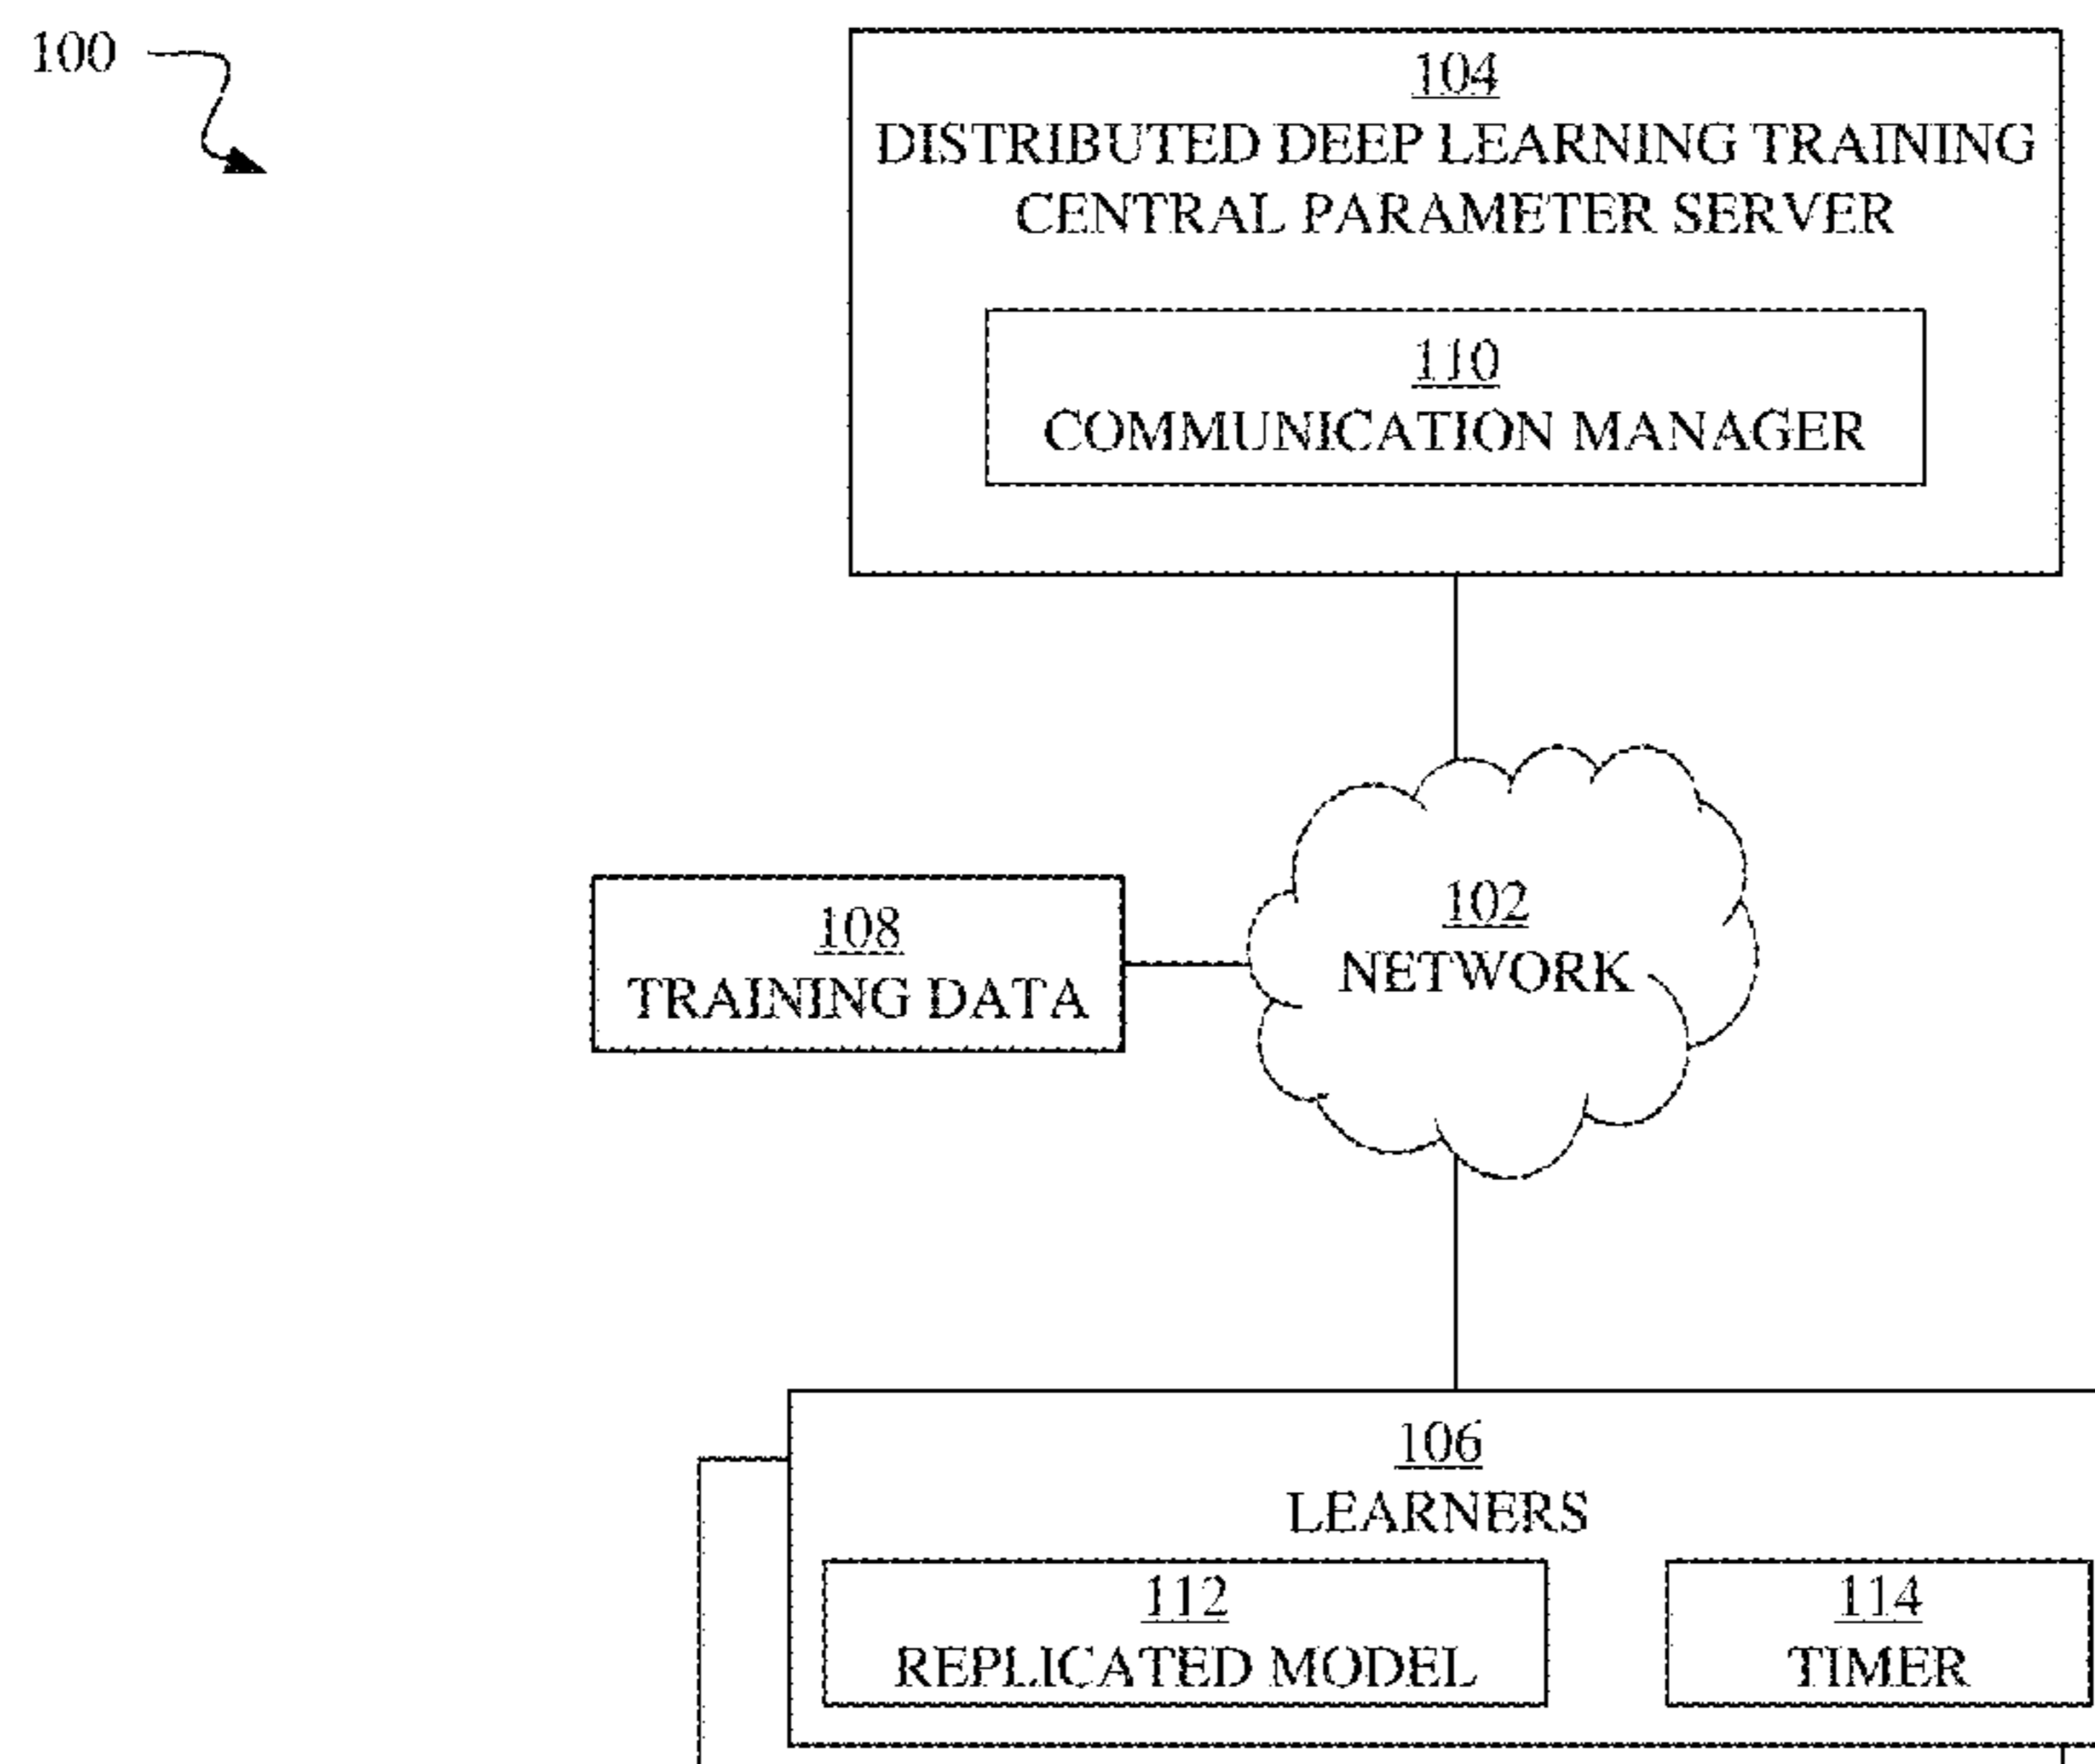 100
104
DISTRIBUTED DEEP LEARNING TRAINING
CENTRAL PARAMETER SERVER
110
COMMUNICATION MANAGER
102
NETWORK
108
TRAINING DATA
106
LEARNERS
112
REPLICATED MODEL
114
TIMER